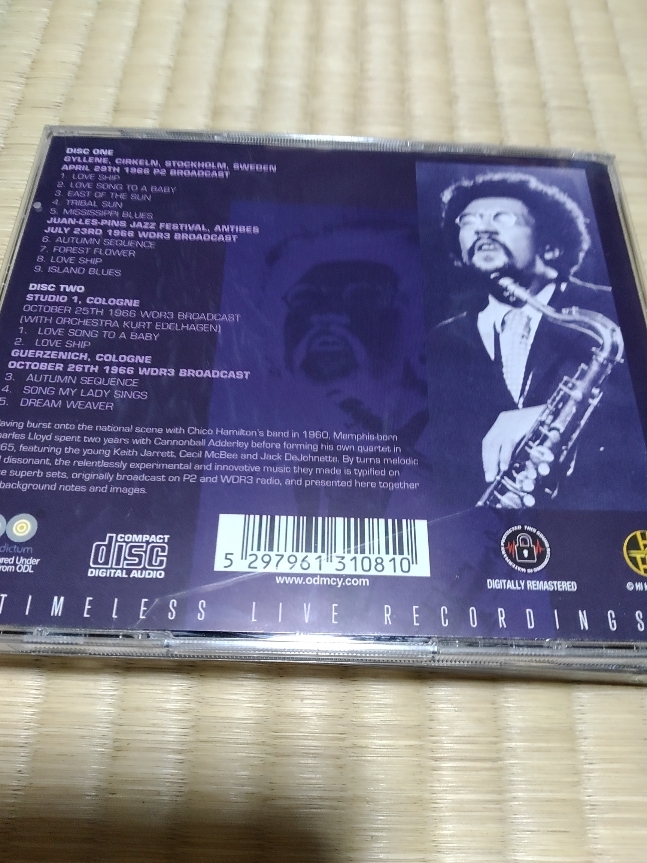 DISC ONE
GYLLENE, CIRKELN, STOCKHOLM, SWEDEN
APRIL 29TH 1966 P2 BROADCAST
1. LOVE SHIP
2. LOVE SONG TO A BABY
3. EAST OF THE SUN
4. TRIBAL SUN
5. MISSISSIPPI BLUES
JUAN-LES-PINS JAZZ FESTIVAL, ANTIBES
JULY 23RD 1966 WDR3 BROADCAST
6. AUTUMN SEQUENCE
7. FOREST FLOWER
8. LOVE SHIP
9. ISLAND BLUES
DISC TWO
STUDIO 1, COLOGNE
OCTOBER 25TH 1966 WDR3 BROADCAST
(WITH ORCHESTRA KURT EDELHAGEN)
1. LOVE SONG TO A BABY
2. LOVE SHIP
GUERZENICH, COLOGNE
OCTOBER 26TH 1966 WDR3 BROADCAST
3. AUTUMN SEQUENCE
4. SONG MY LADY SINGS
5. DREAM WEAVER
aving burst onto the national scene with Chico Hamilton's band in 1960, Memphis-born
harles Lloyd spent two years with Cannonball Adderley before forming his own quartet in
65, featuring the young Keith Jarrett, Cecil McBee and Jack DeJohnette. By turns melodic
dissonant, the relentlessly experimental and innovative music they made is typified on
e superb sets, originally broadcast on P2 and WDR3 radio, and presented here together
background notes and images.
dictum
red Under
rom ODL
COMPACT
disc
DIGITAL AUDIO
5 297961 310810
www.odmcy.com
DIGITALLY REMASTERED
© HI H
TIMELESS LIVE RECORDINGS